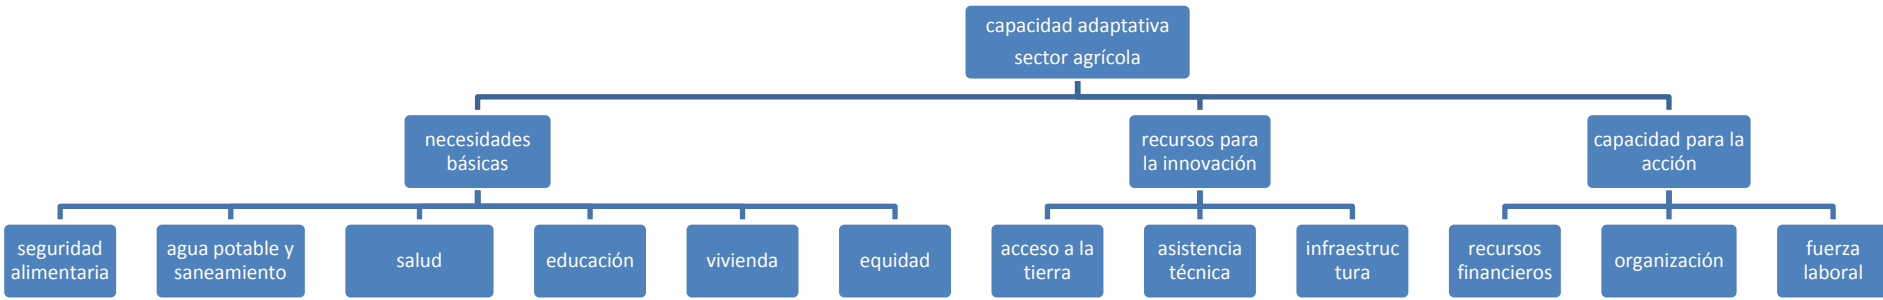 capacidad adaptativa
sector agrícola
necesidades
básicas
recursos para
la innovación
capacidad para la
acción
seguridad
alimentaria
agua potable y
saneamiento
salud
educación
vivienda
equidad
acceso a la
tierra
asistencia
técnica
infraestruc
tura
recursos
financieros
organización
fuerza
laboral